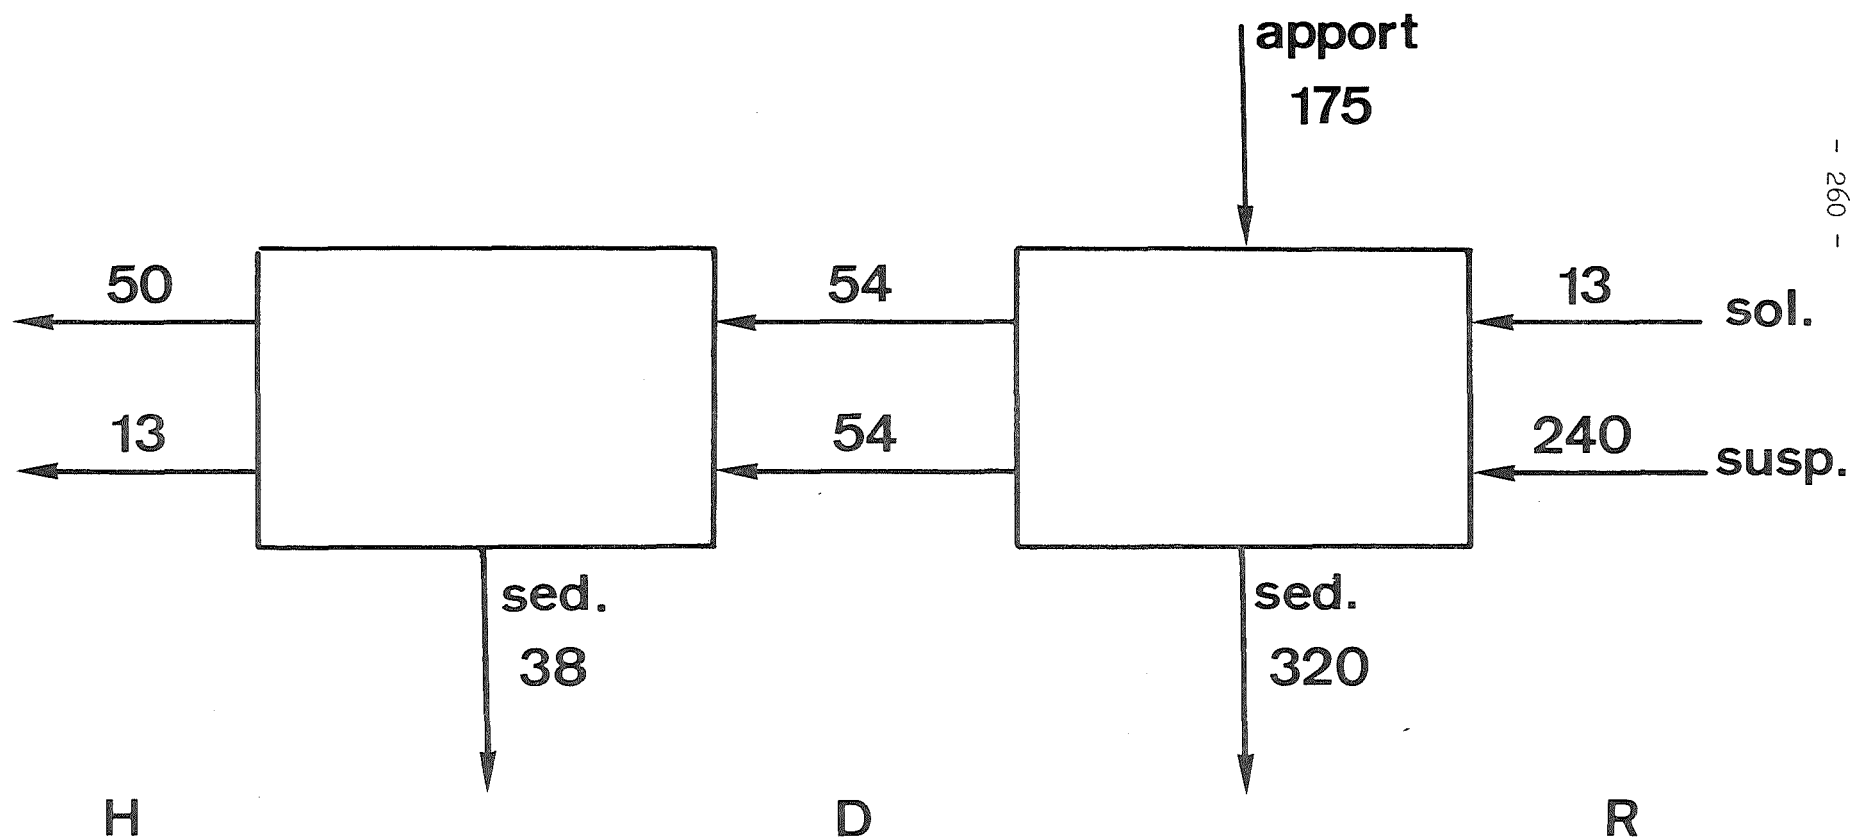 apport
175
- 260 -
50
54
13
sol.
13
54
240
susp.
sed.
38
sed.
320
H
D
R